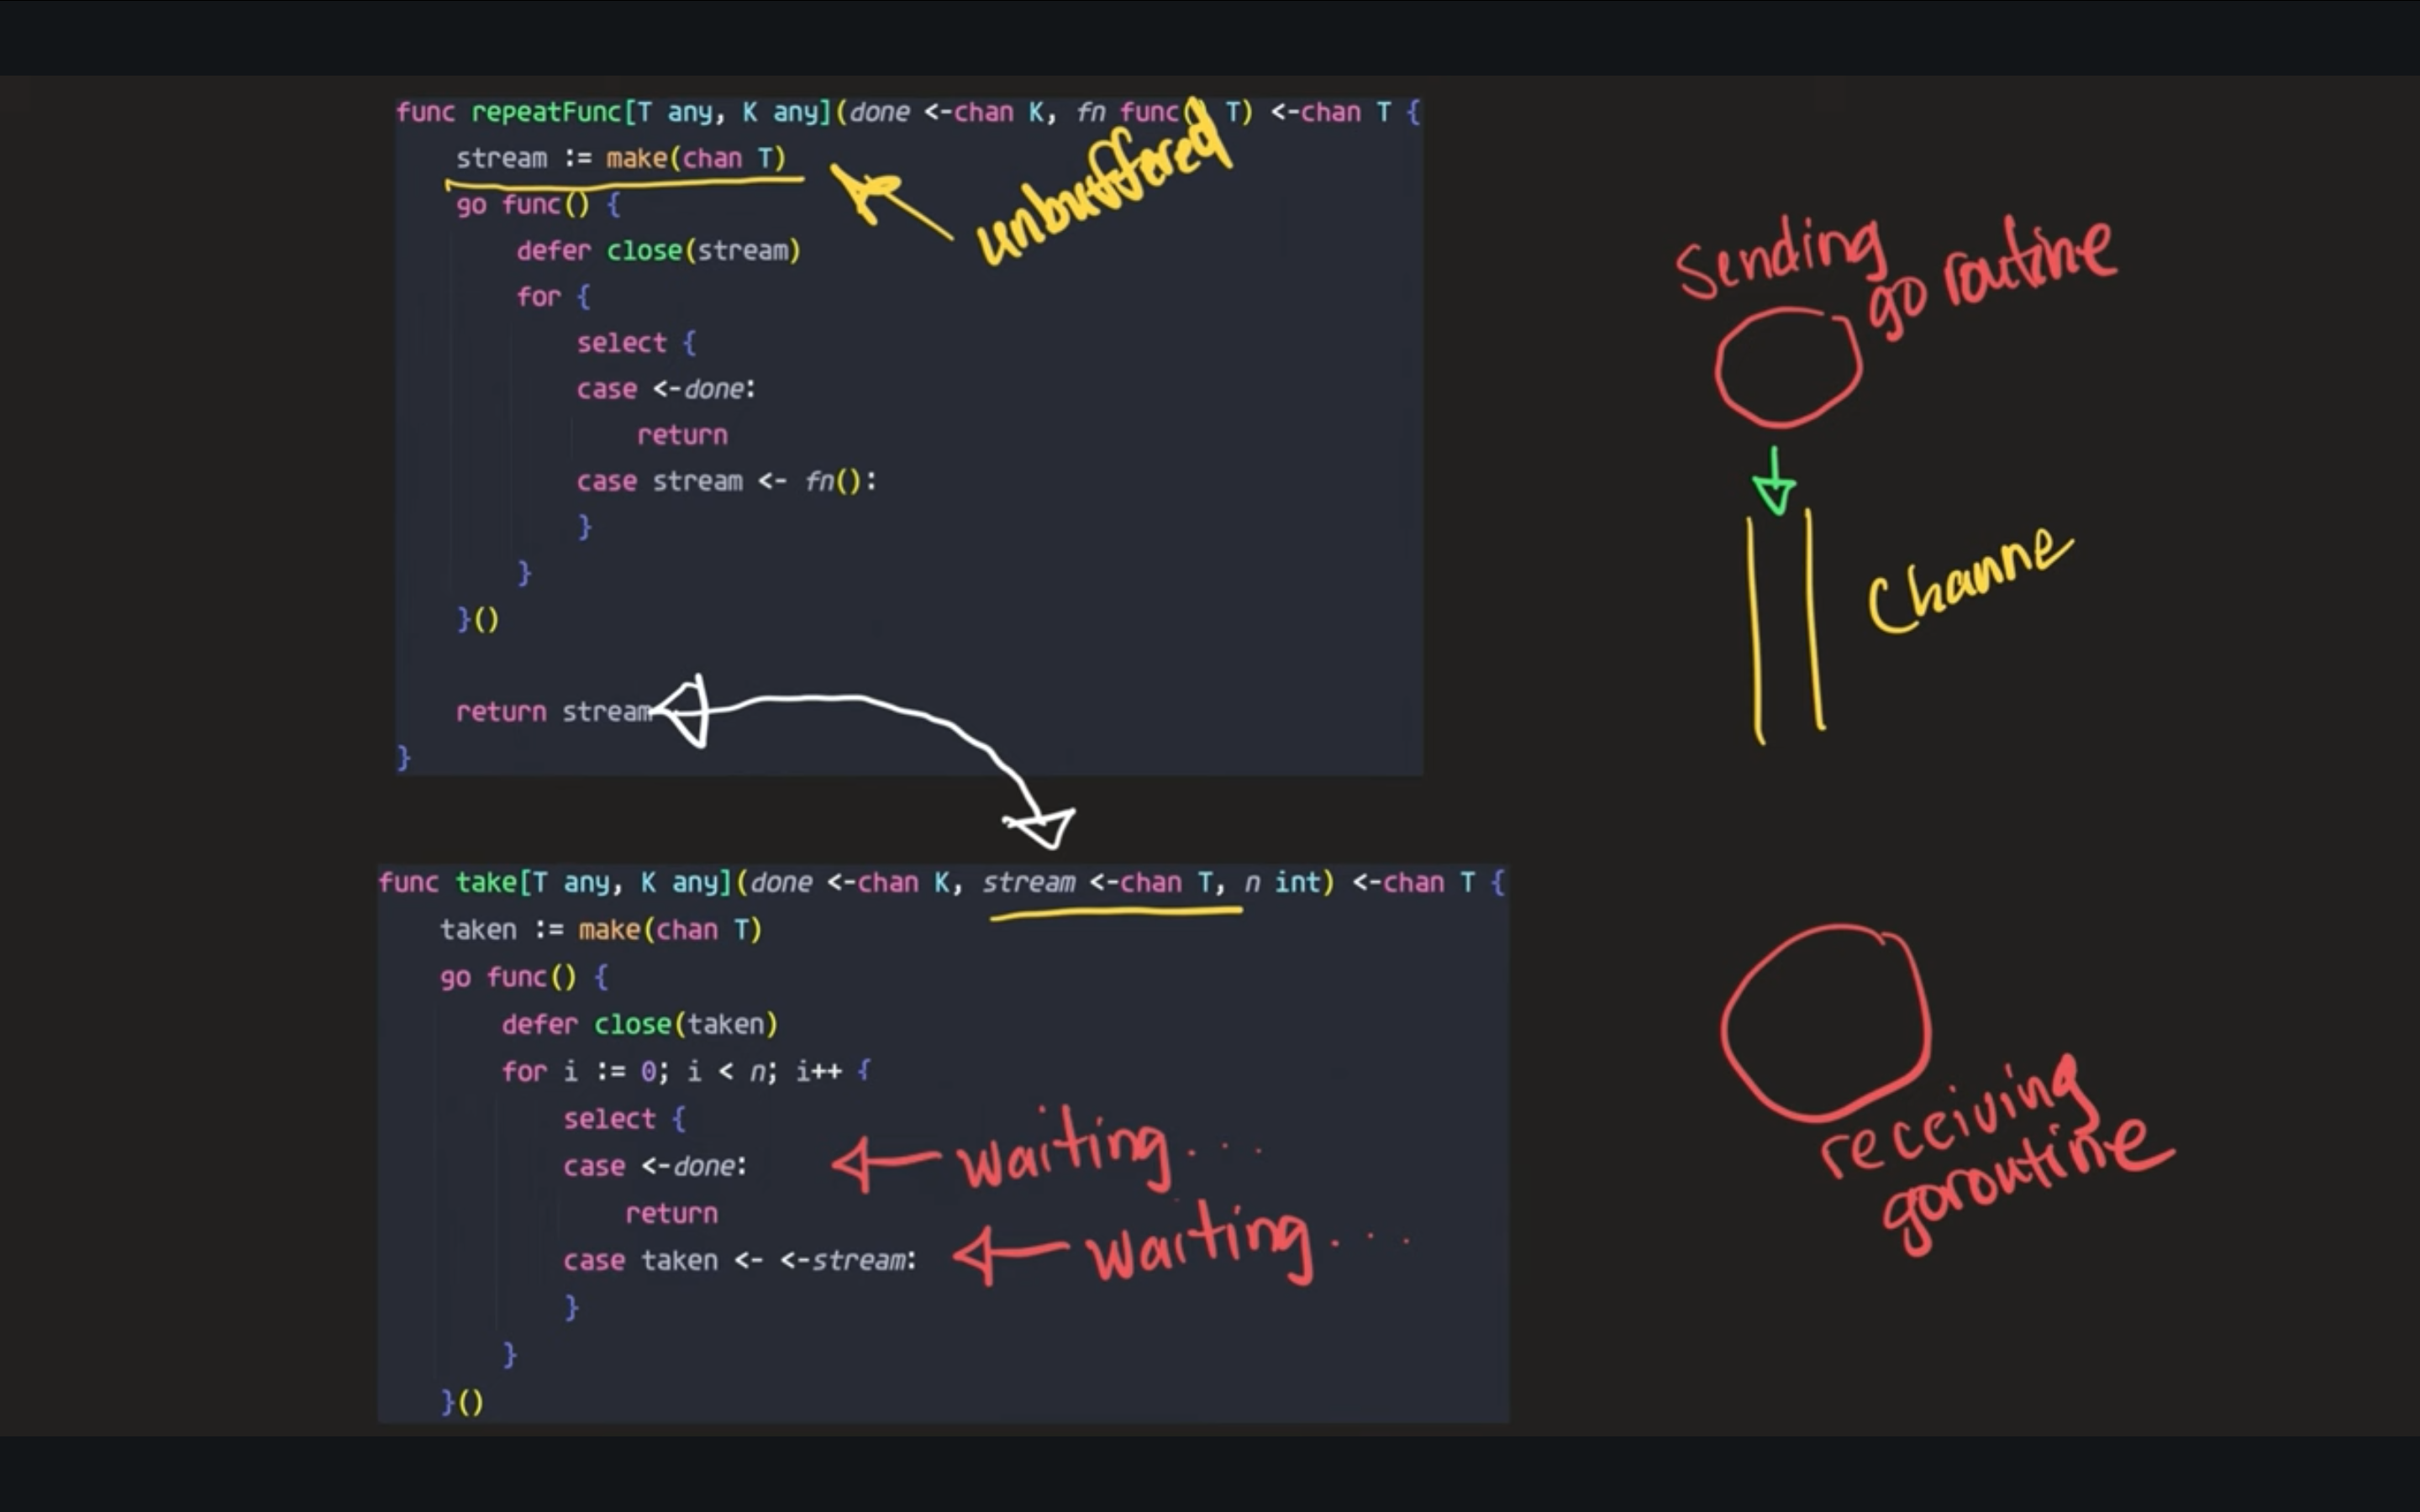 func repeatFunc[T any, K any](done <-chan K, fn func() T) <-chan T {
stream := make(chan T)
unbuffered
go func() {
defer close(stream)
for {
select {
case <-done:
return
case stream <- fn():
}
}
}()
return stream
}
Sending
go routine
Channe
func take[T any, K any](done <-chan K, stream <-chan T, n int) <-chan T {
taken := make(chan T)
go func() {
defer close(taken)
for i := 0; i < n; i++ {
select {
case <-done:
waiting...
return
case taken <- <-stream:
waiting...
}
}
}()
receiving
goroutine